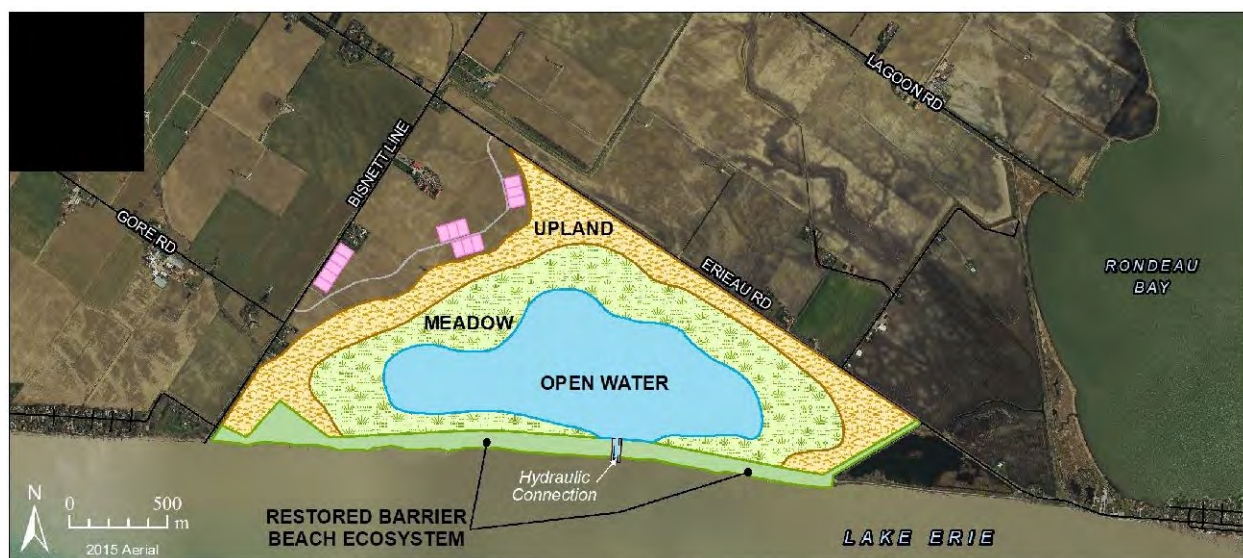 LAGOON RD
BISNETT LINE
GORE RD
UPLAND
ERIEAU RD
RONDEAU
BAY
MEADOW
OPEN WATER
Hydraulic
Connection
N
0 500
m
2015 Aerial
RESTORED BARRIER
BEACH ECOSYSTEM
LAKE ERIE